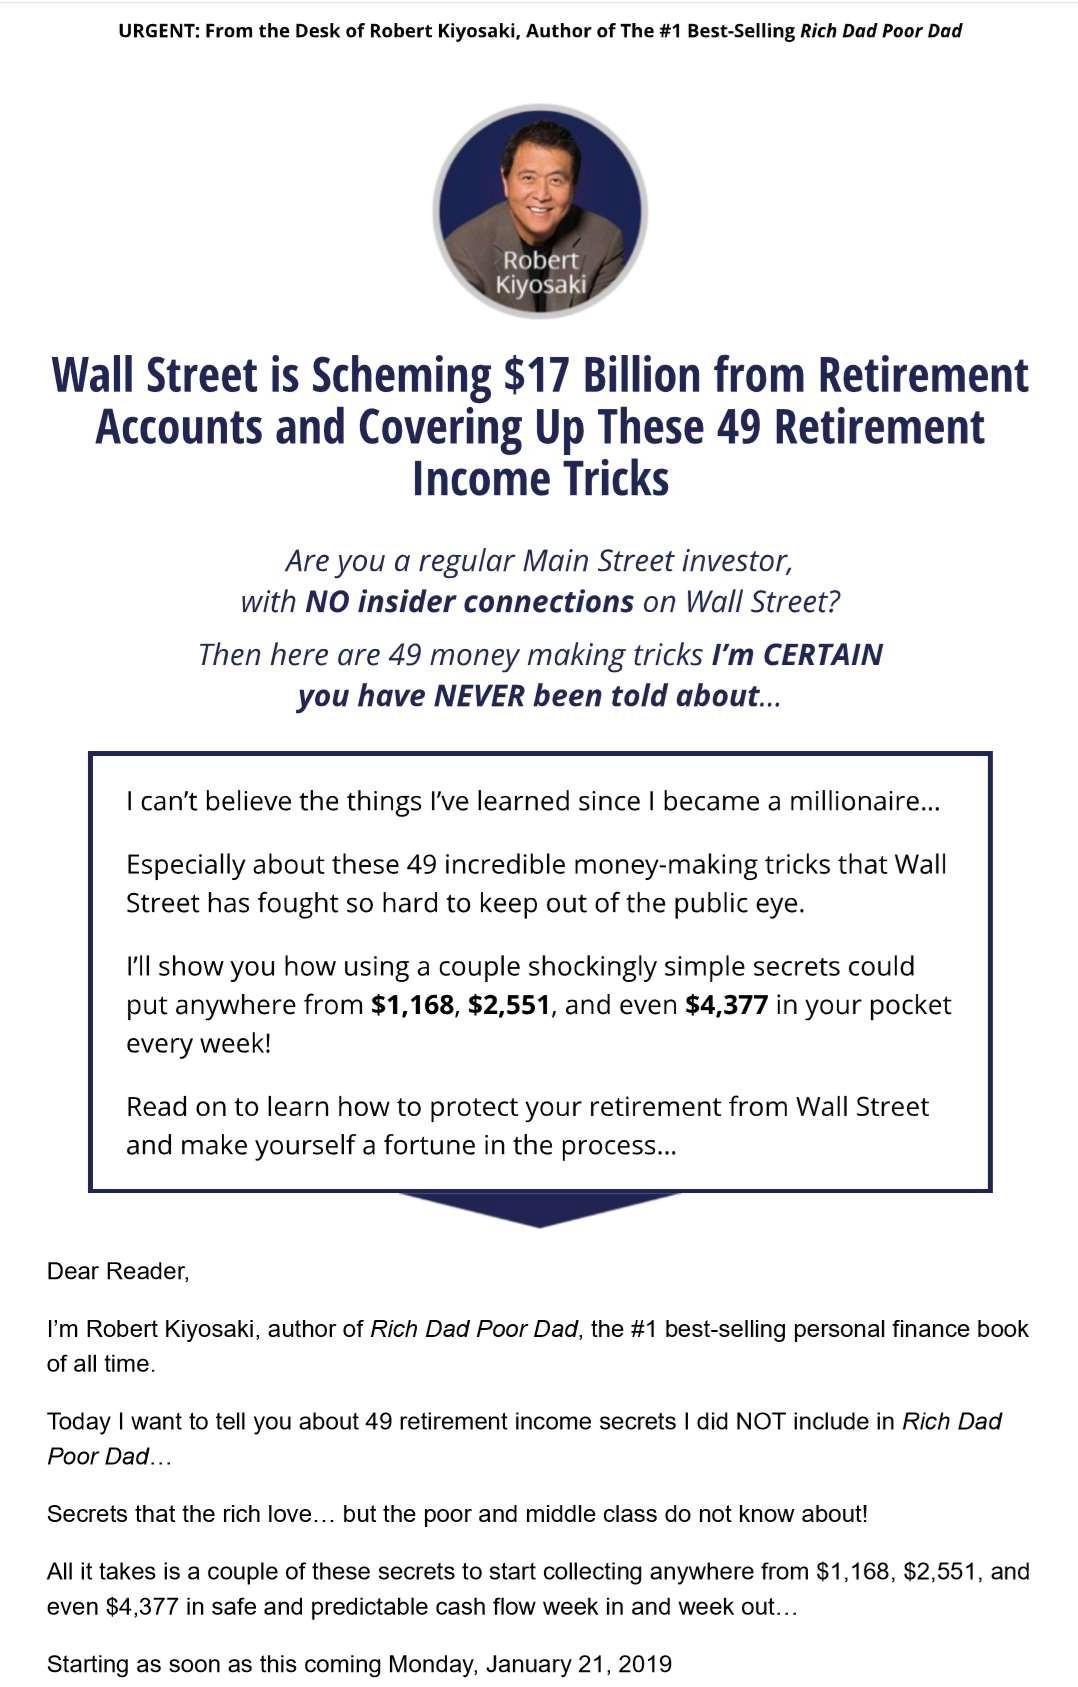 URGENT: From the Desk of Robert Kiyosaki, Author of The #1 Best-Selling Rich Dad Poor Dad
Robert
Kiyosaki
Wall Street is Scheming $17 Billion from Retirement
Accounts and Covering Up These 49 Retirement
Income Tricks
Are you a regular Main Street investor,
with NO insider connections on Wall Street?
Then here are 49 money making tricks I’m CERTAIN
you have NEVER been told about...
I can’t believe the things I’ve learned since I became a millionaire...
Especially about these 49 incredible money-making tricks that Wall
Street has fought so hard to keep out of the public eye.
I’ll show you how using a couple shockingly simple secrets could
put anywhere from $1,168, $2,551, and even $4,377 in your pocket
every week!
Read on to learn how to protect your retirement from Wall Street
and make yourself a fortune in the process...
Dear Reader,
I’m Robert Kiyosaki, author of Rich Dad Poor Dad, the #1 best-selling personal finance book
of all time.
Today I want to tell you about 49 retirement income secrets I did NOT include in Rich Dad
Poor Dad…
Secrets that the rich love… but the poor and middle class do not know about!
All it takes is a couple of these secrets to start collecting anywhere from $1,168, $2,551, and
even $4,377 in safe and predictable cash flow week in and week out…
Starting as soon as this coming Monday, January 21, 2019